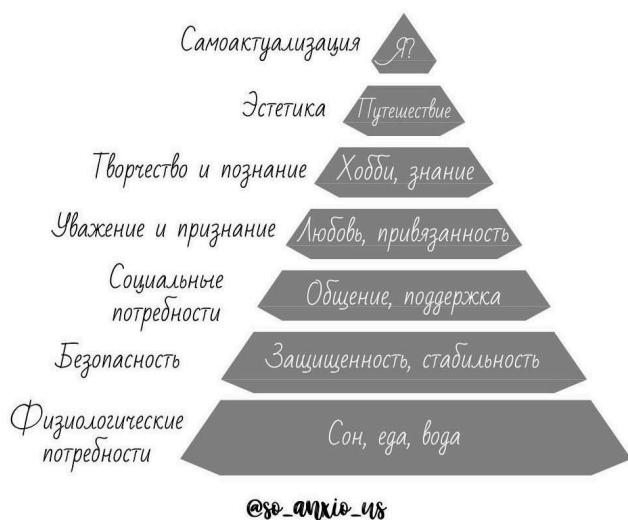 Самоактуализация
Я?
Эстетика
Путешествие
Творчество и познание
Хобби, знание
Уважение и признание
Любовь, привязанность
Социальные
потребности
Общение, поддержка
Безопасность
Защищенность, стабильность
Физиологические
потребности
Сон, еда, вода
@so_anxio_us